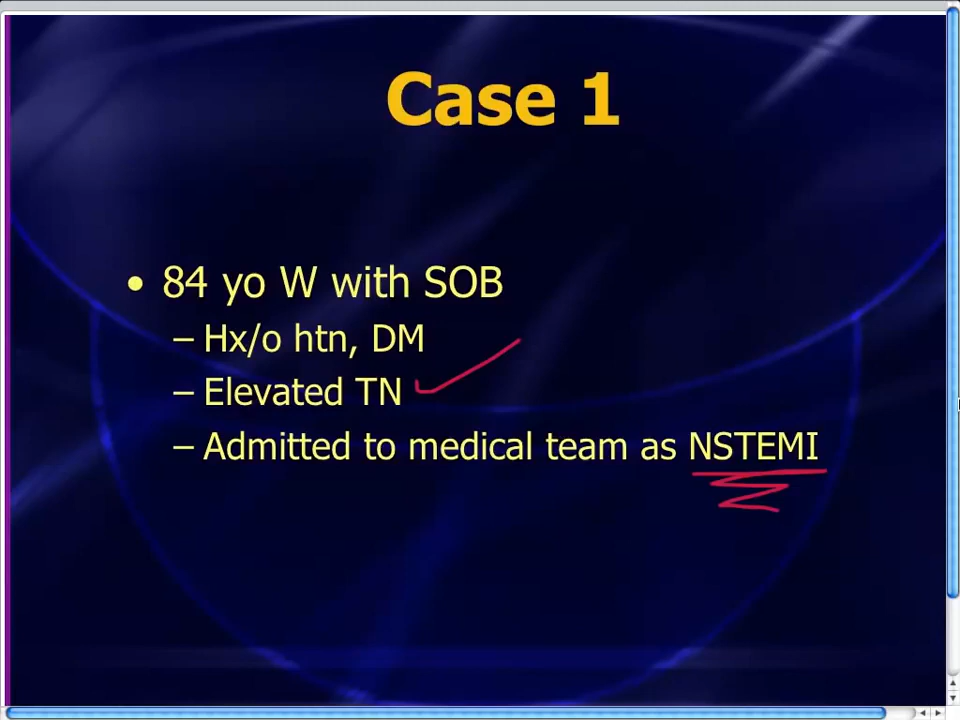 Case 1
• 84 yo W with SOB
– Hx/o htn, DM
– Elevated TN
– Admitted to medical team as NSTEMI